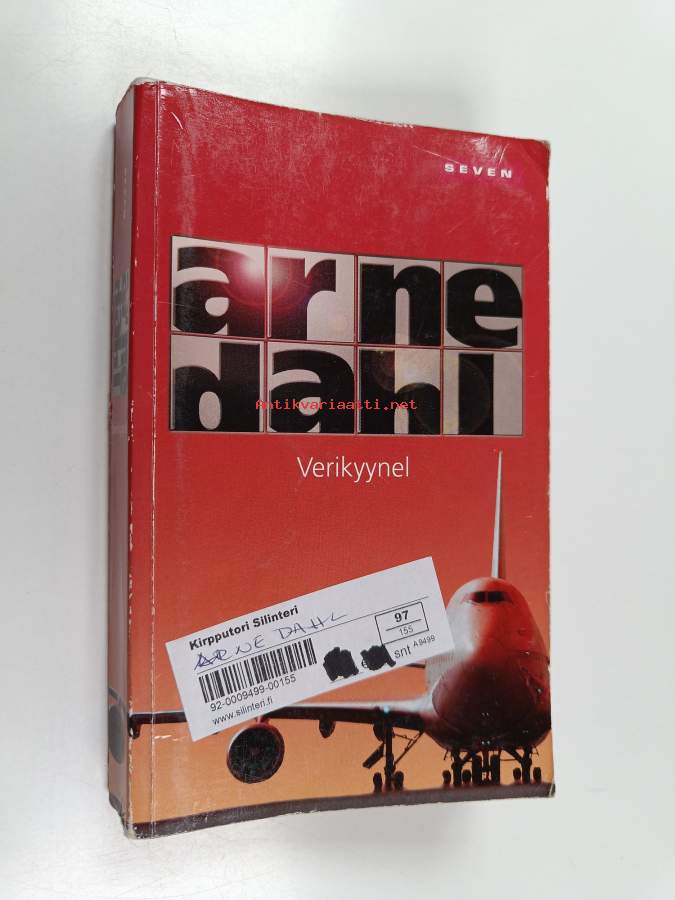 SEVEN
arne
dahl
Antikvariaatti.net
Verikyynel
Kirpputori Silinteri
ARNE DAHL
97
155
snt A9499
92-0009499-00155
www.silinteri.fi